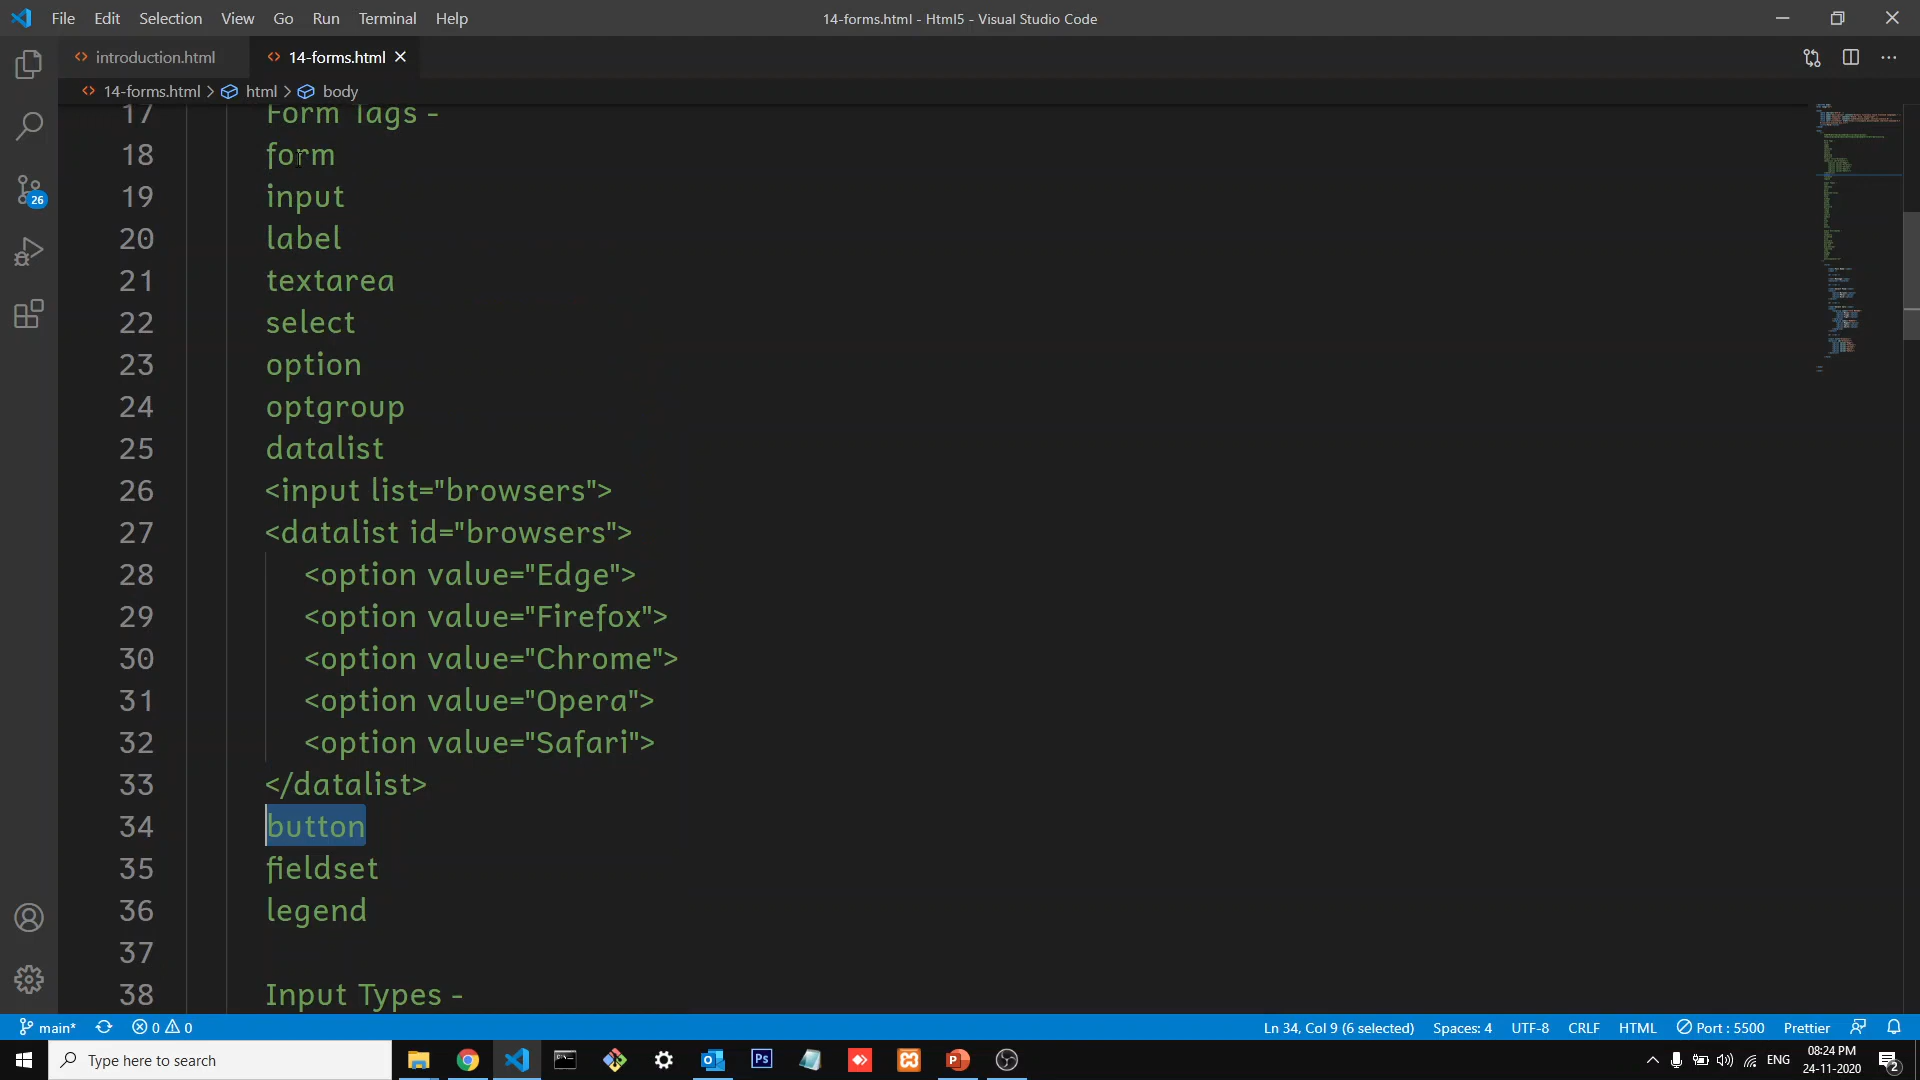 File Edit Selection View Go Run Terminal Help
14-forms.html - Html5 - Visual Studio Code
introduction.html
14-forms.html
14-forms.html > html > body
17 Form Tags -
18 form
19 input
20 label
21 textarea
22 select
23 option
24 optgroup
25 datalist
26 <input list="browsers">
27 <datalist id="browsers">
28 <option value="Edge">
29 <option value="Firefox">
30 <option value="Chrome">
31 <option value="Opera">
32 <option value="Safari">
33 </datalist>
34 button
35 fieldset
36 legend
37
38 Input Types -
26
main* 0 0 Ln 34, Col 9 (6 selected) Spaces: 4 UTF-8 CRLF HTML Port : 5500 Prettier
Type here to search
Ps
ENG
08:24 PM
24-11-2020
2